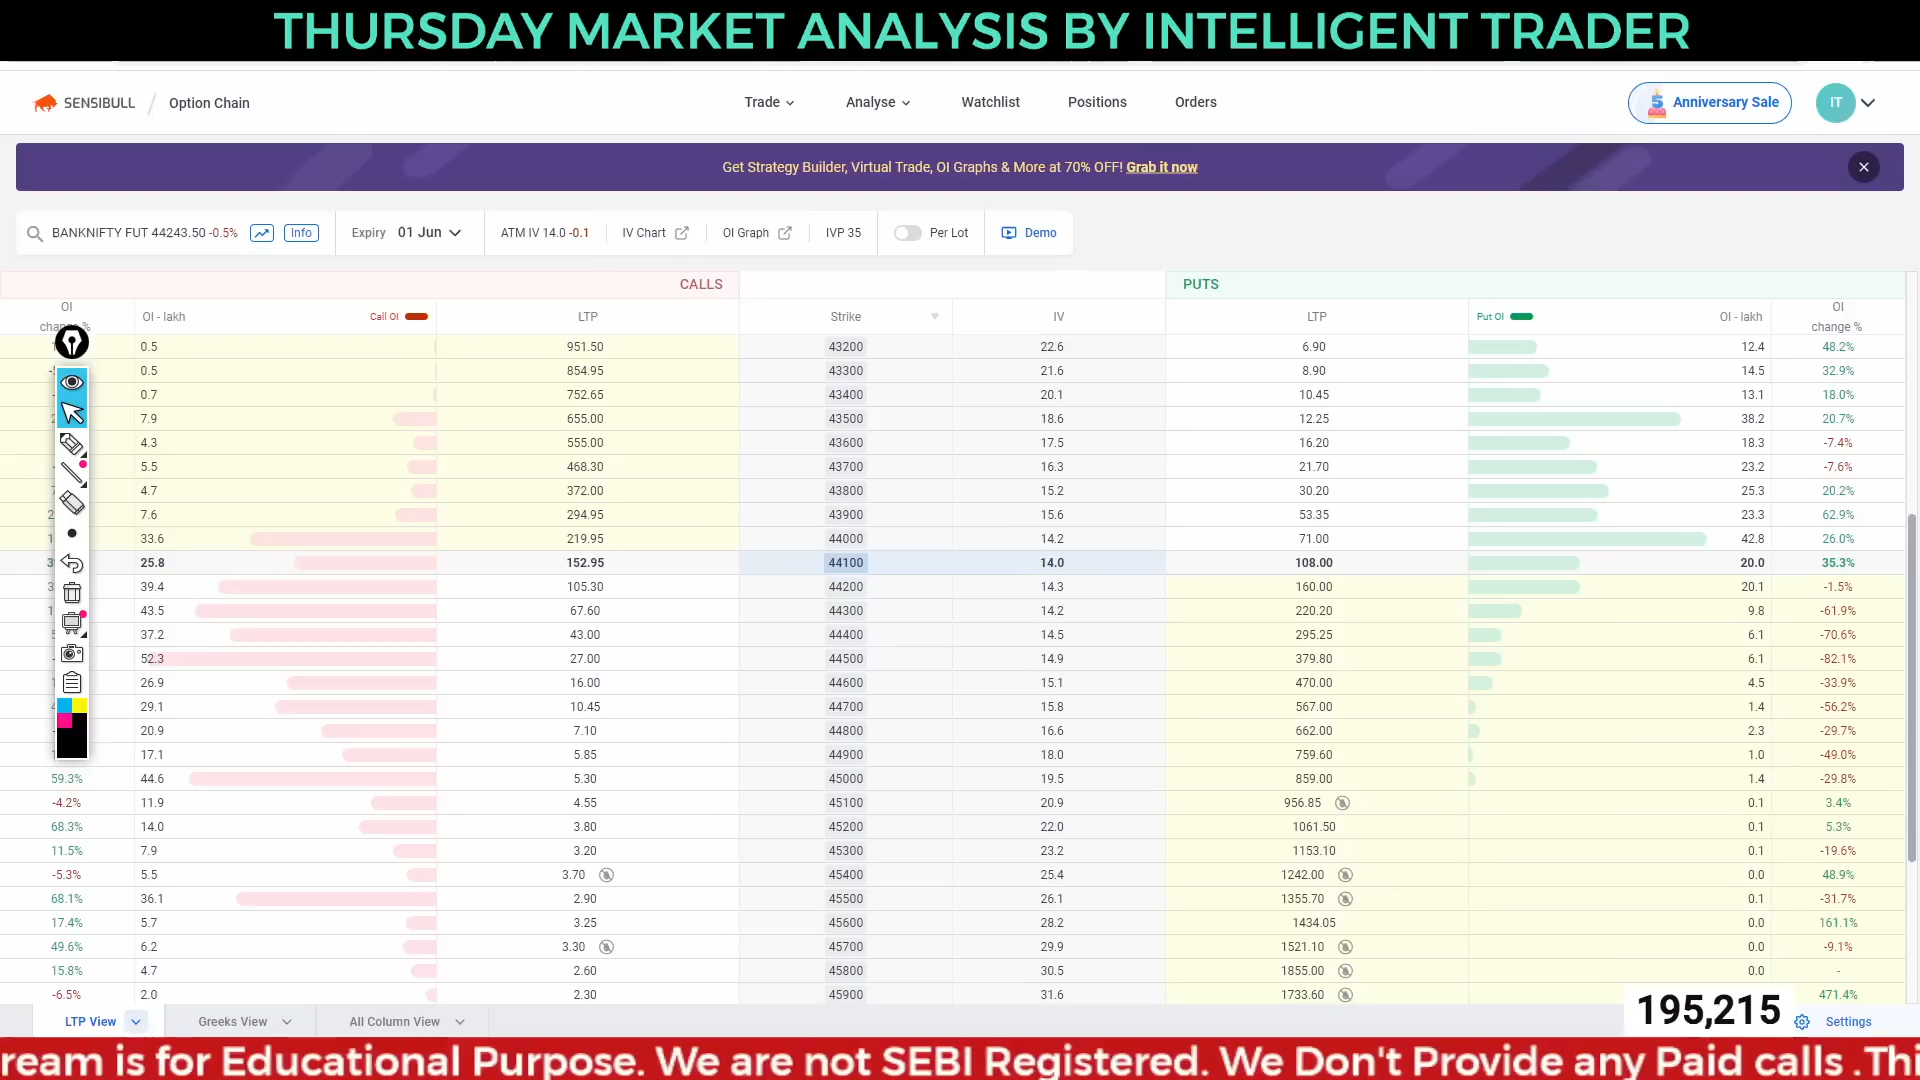 THURSDAY MARKET ANALYSIS BY INTELLIGENT TRADER
SENSIBULL / Option Chain Trade Analyse Watchlist Positions Orders 5 Anniversary Sale IT
Get Strategy Builder, Virtual Trade, OI Graphs & More at 70% OFF! Grab it now
BANKNIFTY FUT 44243.50 -0.5% Info Expiry 01 Jun ATM IV 14.0 -0.1 IV Chart OI Graph IVP 35 Per Lot Demo
CALLS PUTS
OI change % OI - lakh Call OI LTP Strike IV LTP Put OI OI - lakh OI change %
0.5 951.50 43200 22.6 6.90 12.4 48.2%
0.5 854.95 43300 21.6 8.90 14.5 32.9%
0.7 752.65 43400 20.1 10.45 13.1 18.0%
7.9 655.00 43500 18.6 12.25 38.2 20.7%
4.3 555.00 43600 17.5 16.20 18.3 -7.4%
5.5 468.30 43700 16.3 21.70 23.2 -7.6%
4.7 372.00 43800 15.2 30.20 25.3 20.2%
7.6 294.95 43900 15.6 53.35 23.3 62.9%
33.6 219.95 44000 14.2 71.00 42.8 26.0%
25.8 152.95 44100 14.0 108.00 20.0 35.3%
39.4 105.30 44200 14.3 160.00 20.1 -1.5%
43.5 67.60 44300 14.2 220.20 9.8 -61.9%
37.2 43.00 44400 14.5 295.25 6.1 -70.6%
52.3 27.00 44500 14.9 379.80 6.1 -82.1%
26.9 16.00 44600 15.1 470.00 4.5 -33.9%
29.1 10.45 44700 15.8 567.00 1.4 -56.2%
20.9 7.10 44800 16.6 662.00 2.3 -29.7%
17.1 5.85 44900 18.0 759.60 1.0 -49.0%
59.3% 44.6 5.30 45000 19.5 859.00 1.4 -29.8%
-4.2% 11.9 4.55 45100 20.9 956.85 0.1 3.4%
68.3% 14.0 3.80 45200 22.0 1061.50 0.1 5.3%
11.5% 7.9 3.20 45300 23.2 1153.10 0.1 -19.6%
-5.3% 5.5 3.70 45400 25.4 1242.00 0.0 48.9%
68.1% 36.1 2.90 45500 26.1 1355.70 0.1 -31.7%
17.4% 5.7 3.25 45600 28.2 1434.05 0.0 161.1%
49.6% 6.2 3.30 45700 29.9 1521.10 0.0 -9.1%
15.8% 4.7 2.60 45800 30.5 1855.00 0.0 -
-6.5% 2.0 2.30 45900 31.6 1733.60 471.4%
LTP View Greeks View All Column View 195,215 Settings
ream is for Educational Purpose. We are not SEBI Registered. We Don't Provide any Paid calls .Thi